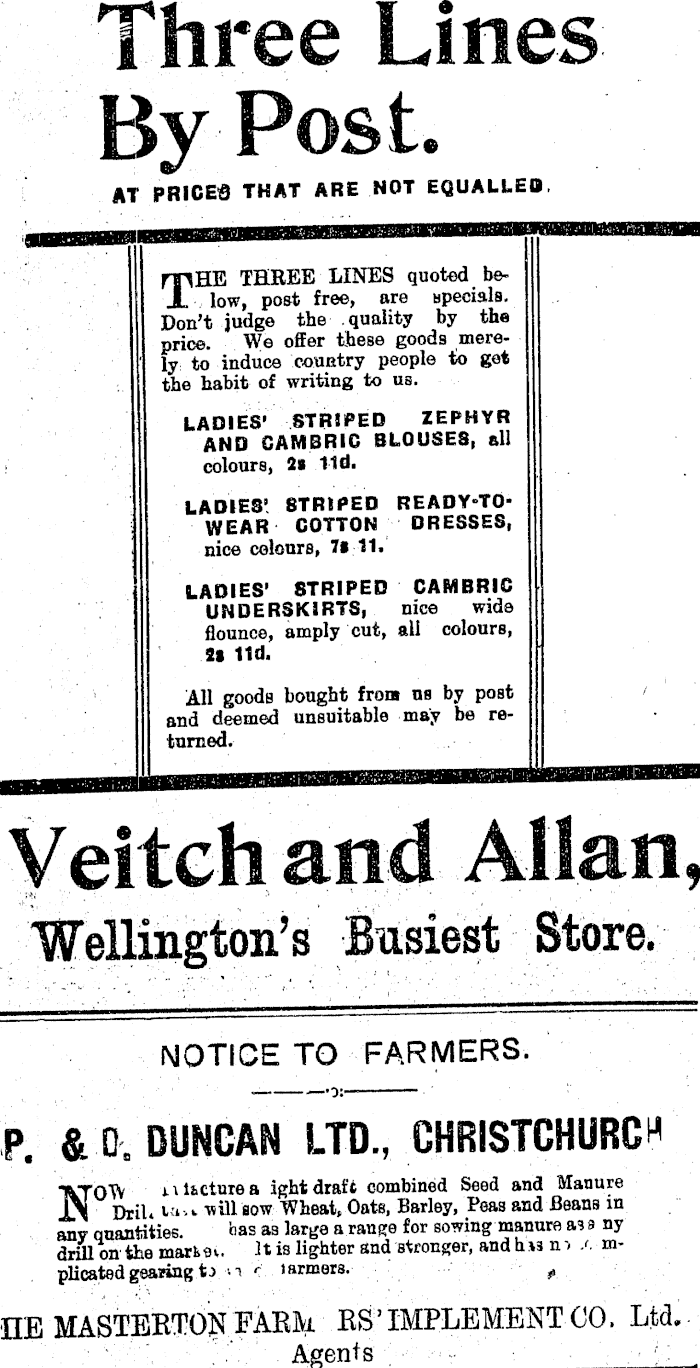 Three Lines
By Post.
AT PRICES THAT ARE NOT EQUALLED.
THE THREE LINES quoted be-
low, post free, are specials.
Don't judge the quality by the
price. We offer these goods mere-
ly to induce country people to get
the habit of writing to us.
LADIES' STRIPED ZEPHYR
AND CAMBRIC BLOUSES, all
colours, 2s 11d.
LADIES' STRIPED READY-TO-
WEAR COTTON DRESSES,
nice colours, 7s 11.
LADIES' STRIPED CAMBRIC
UNDERSKIRTS, nice wide
flounce, amply cut, all colours,
2s 11d.
All goods bought from us by post
and deemed unsuitable may be re-
turned.
Veitch and Allan,
Wellington's Busiest Store.
NOTICE TO FARMERS.
P. & D. DUNCAN LTD., CHRISTCHURCH
NOW facture a ight draft combined Seed and Manure
Drill will sow Wheat, Oats, Barley, Peas and Beans in
any quantities. has as large a range for sowing manure as any
drill on the market. It is lighter and stronger, and has no com-
plicated gearing to farmers.
HE MASTERTON FARM RS' IMPLEMENT CO. Ltd.
Agents